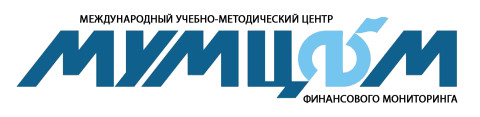 МЕЖДУНАРОДНЫЙ УЧЕБНО-МЕТОДИЧЕСКИЙ ЦЕНТР
МУМЦФМ
ФИНАНСОВОГО МОНИТОРИНГА